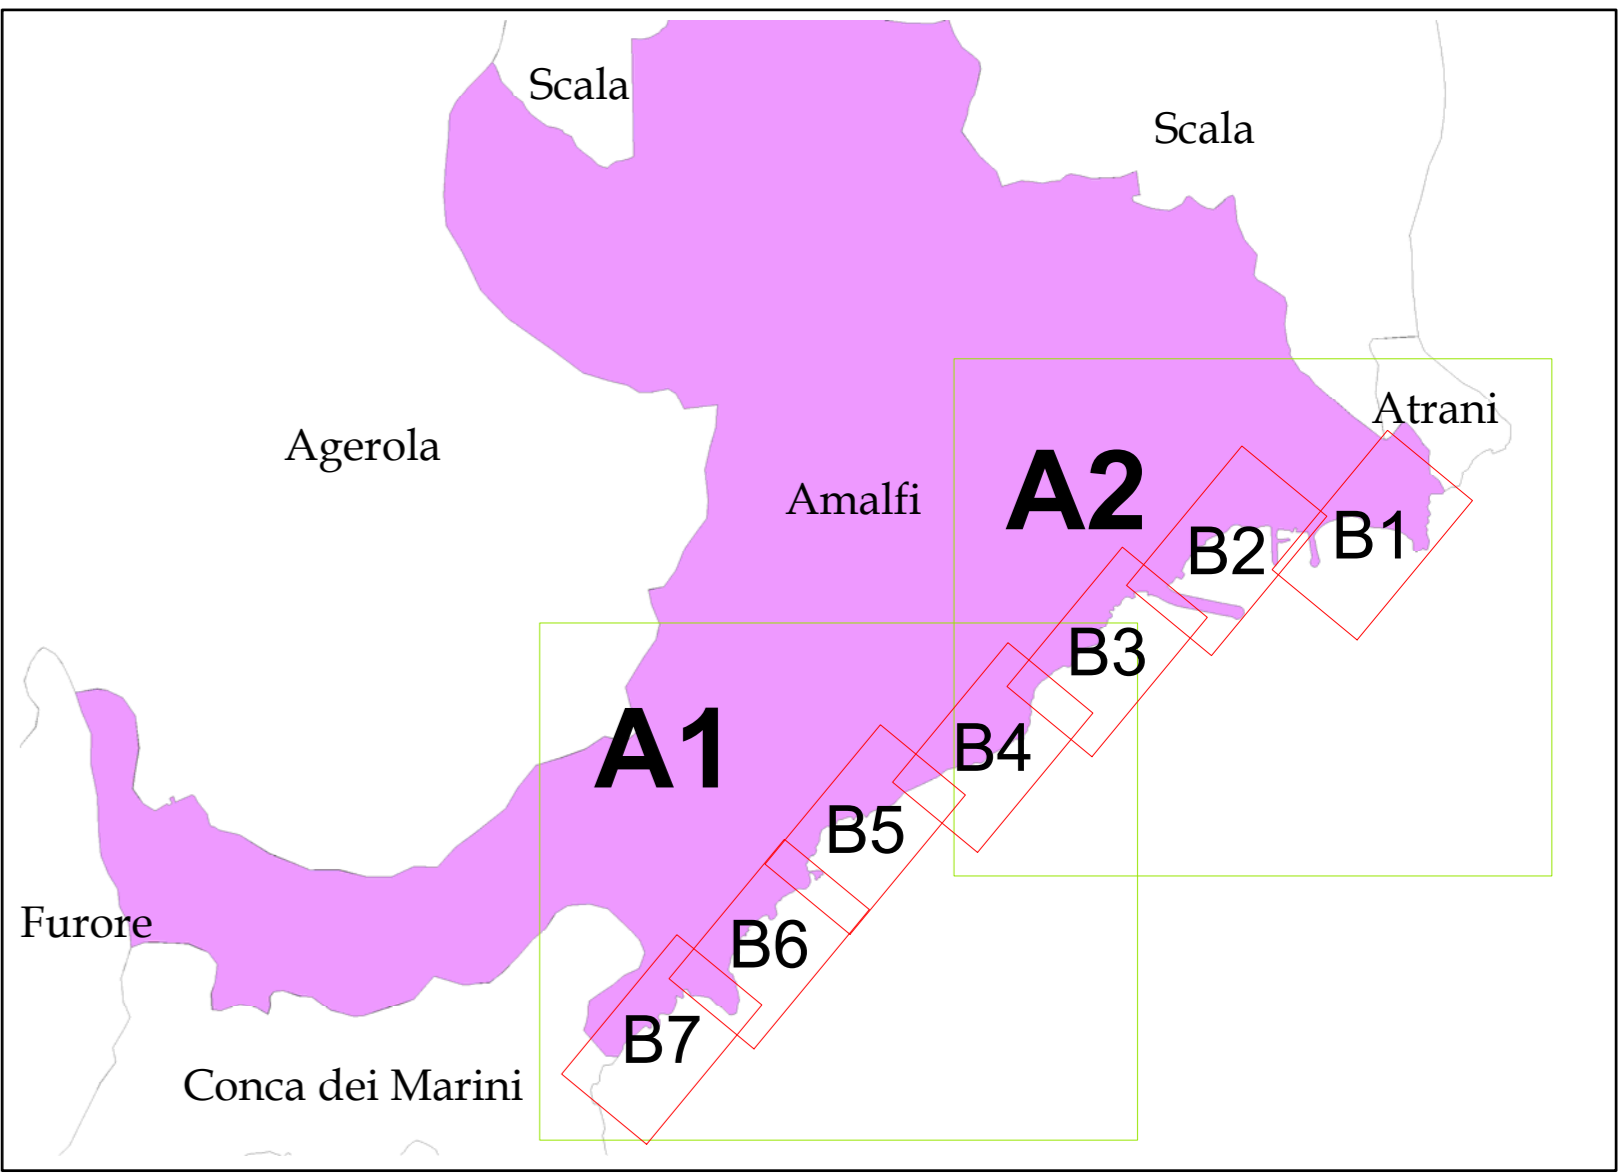 Scala
Scala
Atrani
Agerola
A2
Amalfi
B1
B2
B3
A1
B4
B5
Furore
B6
B7
Conca dei Marini